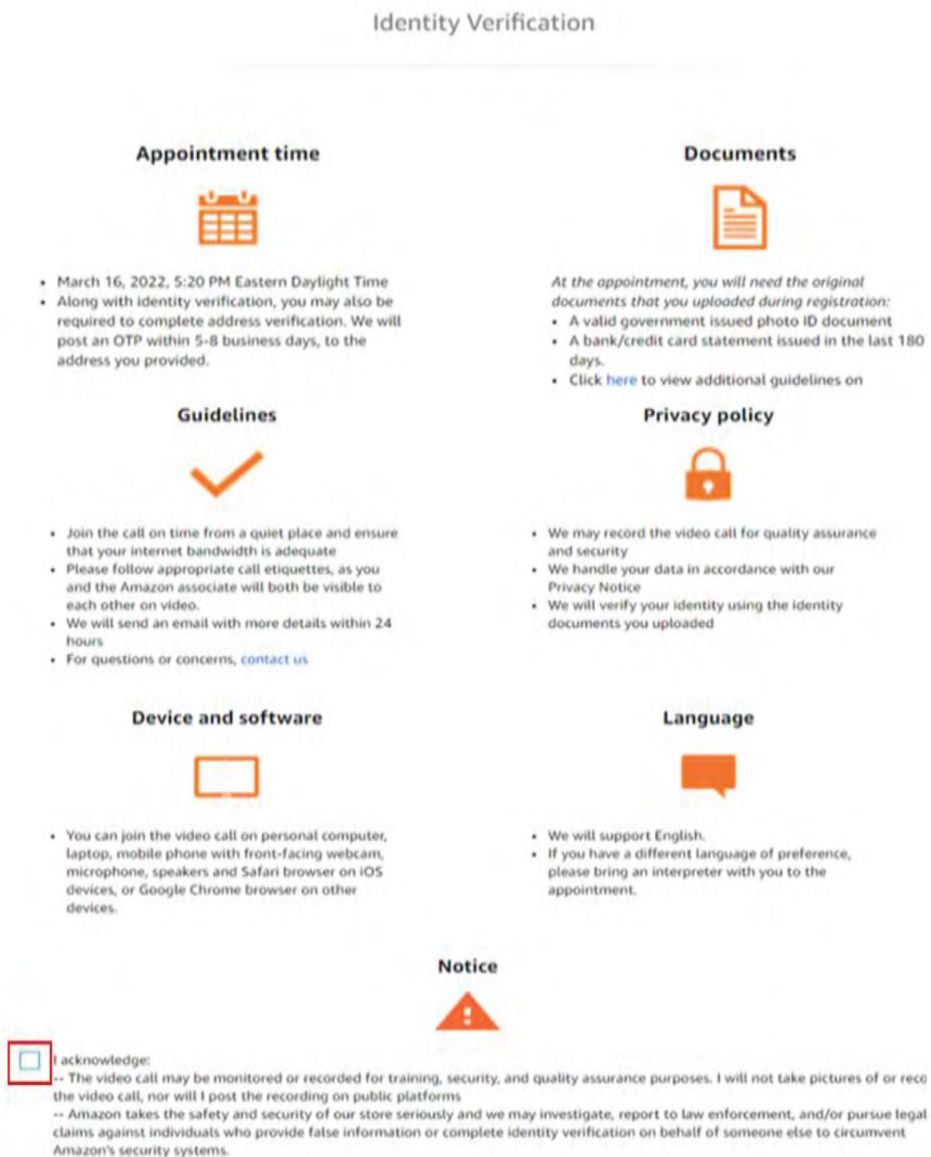 Identity Verification
Appointment time
• March 16, 2022, 5:20 PM Eastern Daylight Time
• Along with identity verification, you may also be
required to complete address verification. We will
post an OTP within 5-8 business days, to the
address you provided.
Documents
At the appointment, you will need the original
documents that you uploaded during registration:
• A valid government issued photo ID document
• A bank/credit card statement issued in the last 180
days.
• Click here to view additional guidelines on
Guidelines
• Join the call on time from a quiet place and ensure
that your internet bandwidth is adequate
• Please follow appropriate call etiquettes, as you
and the Amazon associate will both be visible to
each other on video.
• We will send an email with more details within 24
hours
• For questions or concerns, contact us
Privacy policy
• We may record the video call for quality assurance
and security
• We handle your data in accordance with our
Privacy Notice
• We will verify your identity using the identity
documents you uploaded
Device and software
• You can join the video call on personal computer,
laptop, mobile phone with front-facing webcam,
microphone, speakers and Safari browser on iOS
devices, or Google Chrome browser on other
devices.
Language
• We will support English.
• If you have a different language of preference,
please bring an interpreter with you to the
appointment.
Notice
I acknowledge:
-- The video call may be monitored or recorded for training, security, and quality assurance purposes. I will not take pictures of or reco
the video call, nor will I post the recording on public platforms
-- Amazon takes the safety and security of our store seriously and we may investigate, report to law enforcement, and/or pursue legal
claims against individuals who provide false information or complete identity verification on behalf of someone else to circumvent
Amazon's security systems.